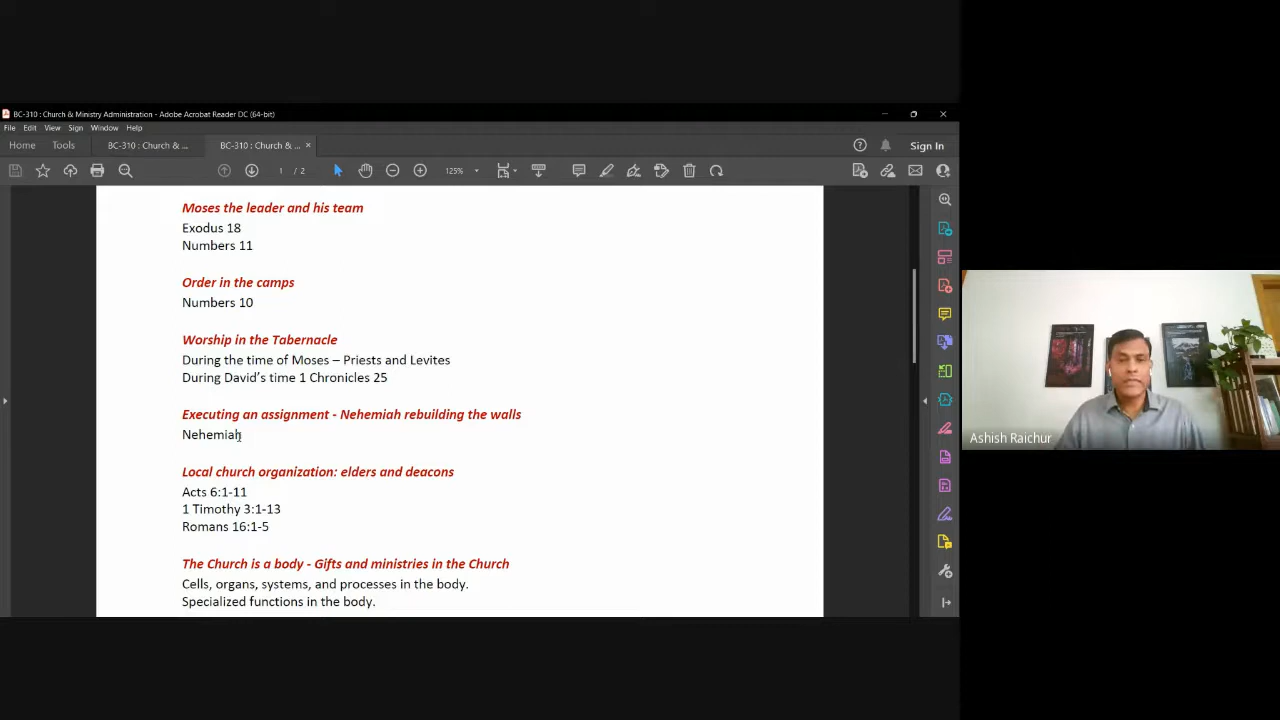 BC-310 : Church & Ministry Administration - Adobe Acrobat Reader DC (64-bit)
File Edit View Sign Window Help
Home Tools BC-310 : Church & ... BC-310 : Church & ... × Sign In
1 / 2 125%
Moses the leader and his team
Exodus 18
Numbers 11
Order in the camps
Numbers 10
Worship in the Tabernacle
During the time of Moses – Priests and Levites
During David’s time 1 Chronicles 25
Executing an assignment - Nehemiah rebuilding the walls
Nehemiah
Local church organization: elders and deacons
Acts 6:1-11
1 Timothy 3:1-13
Romans 16:1-5
The Church is a body - Gifts and ministries in the Church
Cells, organs, systems, and processes in the body.
Specialized functions in the body.
Ashish Raichur